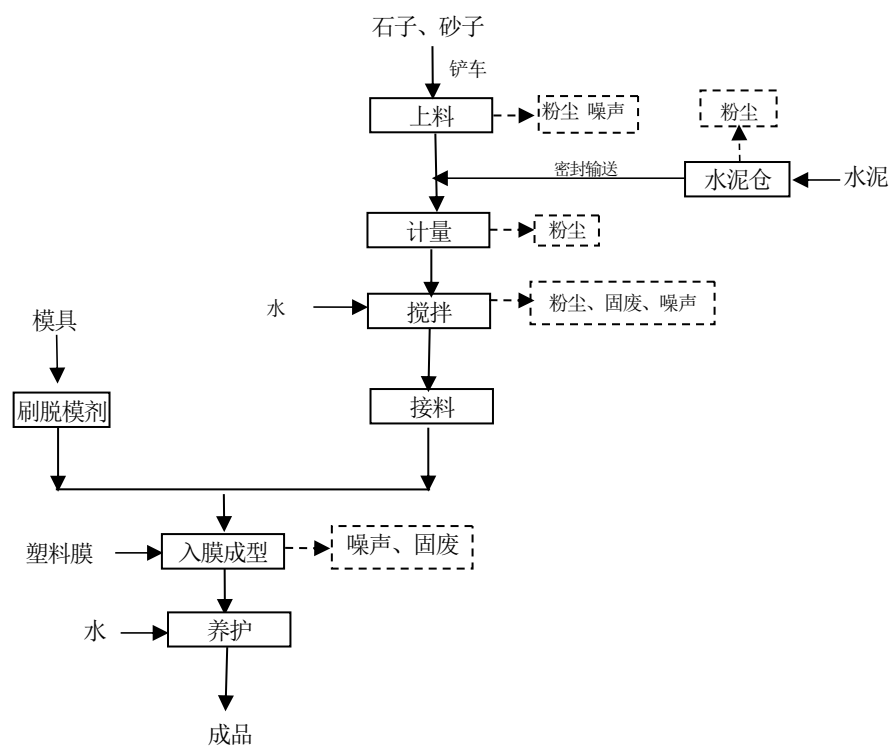 石子、砂子
铲车
上料
粉尘 噪声
粉尘
密封输送
水泥仓
水泥
计量
粉尘
水
搅拌
粉尘、固废、噪声
模具
刷脱模剂
接料
塑料膜
入膜成型
噪声、固废
水
养护
成品